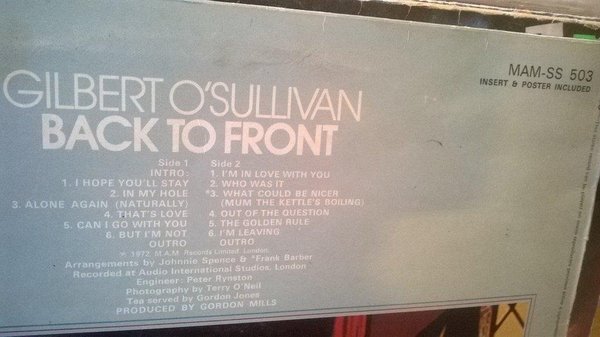 MAM-SS 503
INSERT & POSTER INCLUDED
GILBERT O'SULLIVAN
BACK TO FRONT
Side 1
INTRO:
1. I HOPE YOU'LL STAY
2. IN MY HOLE
3. ALONE AGAIN (NATURALLY)
4. THAT'S LOVE
5. CAN I GO WITH YOU
6. BUT I'M NOT
OUTRO
Side 2
1. I'M IN LOVE WITH YOU
2. WHO WAS IT
*3. WHAT COULD BE NICER
(MUM THE KETTLE'S BOILING)
4. OUT OF THE QUESTION
5. THE GOLDEN RULE
6. I'M LEAVING
OUTRO
℗ 1972 M.A.M. Records Limited. London.
Arrangements by Johnnie Spence & *Frank Barber
Recorded at Audio International Studios, London
Engineer: Peter Rynston
Photography by Terry O'Neil
Tea served by Gordon Jones
PRODUCED BY GORDON MILLS